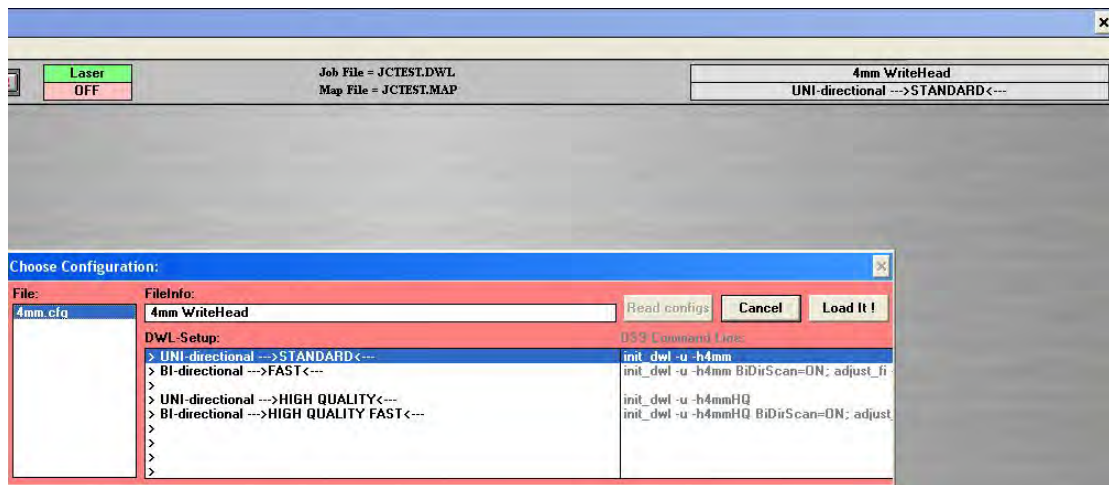 Laser
OFF
Job File = JCTEST.DWL
Map File = JCTEST.MAP
4mm WriteHead
UNI-directional --->STANDARD<---
Choose Configuration:
File:
4mm.cfg
FileInfo:
4mm WriteHead
Read configs
Cancel
Load It !
DWL-Setup:
Command Line:
> UNI-directional --->STANDARD<--- init_dwl -u -h4mm
> BI-directional --->FAST<--- init_dwl -u -h4mm BiDirScan=ON; adjust_fi
>
> UNI-directional --->HIGH QUALITY<--- init_dwl -u -h4mmHQ
> BI-directional --->HIGH QUALITY FAST<--- init_dwl -u -h4mmHQ BiDirScan=ON; adjust_
>
>
>
>